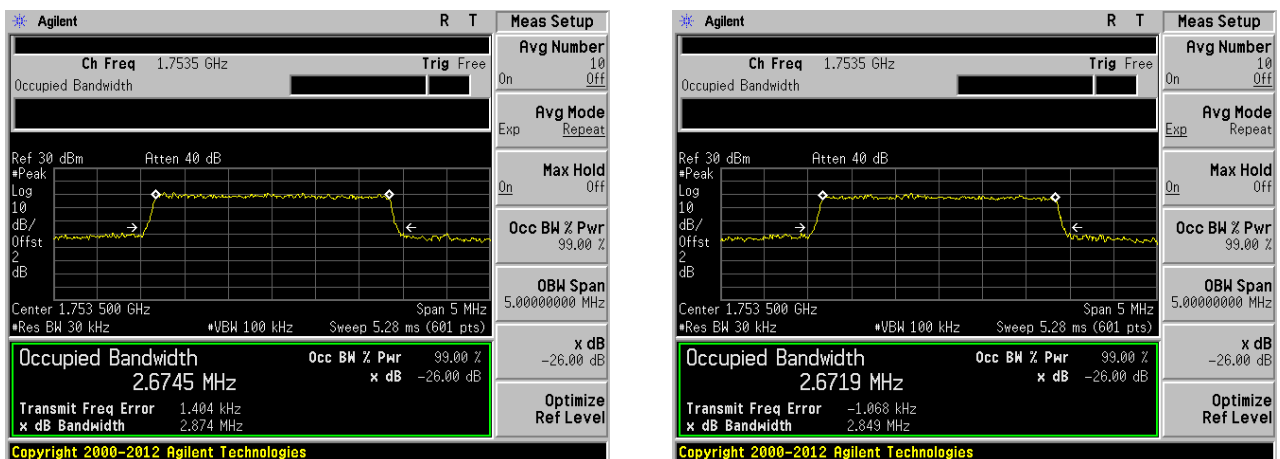 Agilent R T Meas Setup
Avg Number
10
On Off
Ch Freq 1.7535 GHz Trig Free
Occupied Bandwidth
Avg Mode
Exp Repeat
Ref 30 dBm Atten 40 dB
#Peak
Log
10
dB/
Offst
2
dB
Max Hold
On Off
Occ BW % Pwr
99.00 %
OBW Span
5.00000000 MHz
Center 1.753 500 GHz Span 5 MHz
#Res BW 30 kHz #VBW 100 kHz Sweep 5.28 ms (601 pts)
x dB
-26.00 dB
Occupied Bandwidth Occ BW % Pwr 99.00 %
2.6745 MHz x dB -26.00 dB
Transmit Freq Error 1.404 kHz
x dB Bandwidth 2.874 MHz
Optimize
Ref Level
Copyright 2000-2012 Agilent Technologies
Agilent R T Meas Setup
Avg Number
10
On Off
Ch Freq 1.7535 GHz Trig Free
Occupied Bandwidth
Avg Mode
Exp Repeat
Ref 30 dBm Atten 40 dB
#Peak
Log
10
dB/
Offst
2
dB
Max Hold
On Off
Occ BW % Pwr
99.00 %
OBW Span
5.00000000 MHz
Center 1.753 500 GHz Span 5 MHz
#Res BW 30 kHz #VBW 100 kHz Sweep 5.28 ms (601 pts)
x dB
-26.00 dB
Occupied Bandwidth Occ BW % Pwr 99.00 %
2.6719 MHz x dB -26.00 dB
Transmit Freq Error -1.068 kHz
x dB Bandwidth 2.849 MHz
Optimize
Ref Level
Copyright 2000-2012 Agilent Technologies